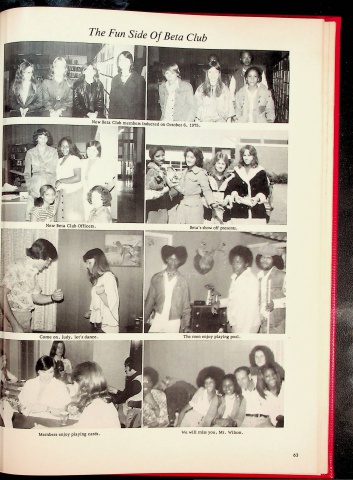 The Fun Side Of Beta Club
New Beta Club members inducted on October 6, 1975.
New Beta Club Officers.
Beta's show off presents.
Come on, Judy, let's dance.
The men enjoy playing pool.
Members enjoy playing cards.
We will miss you, Mr. Wilson.
63